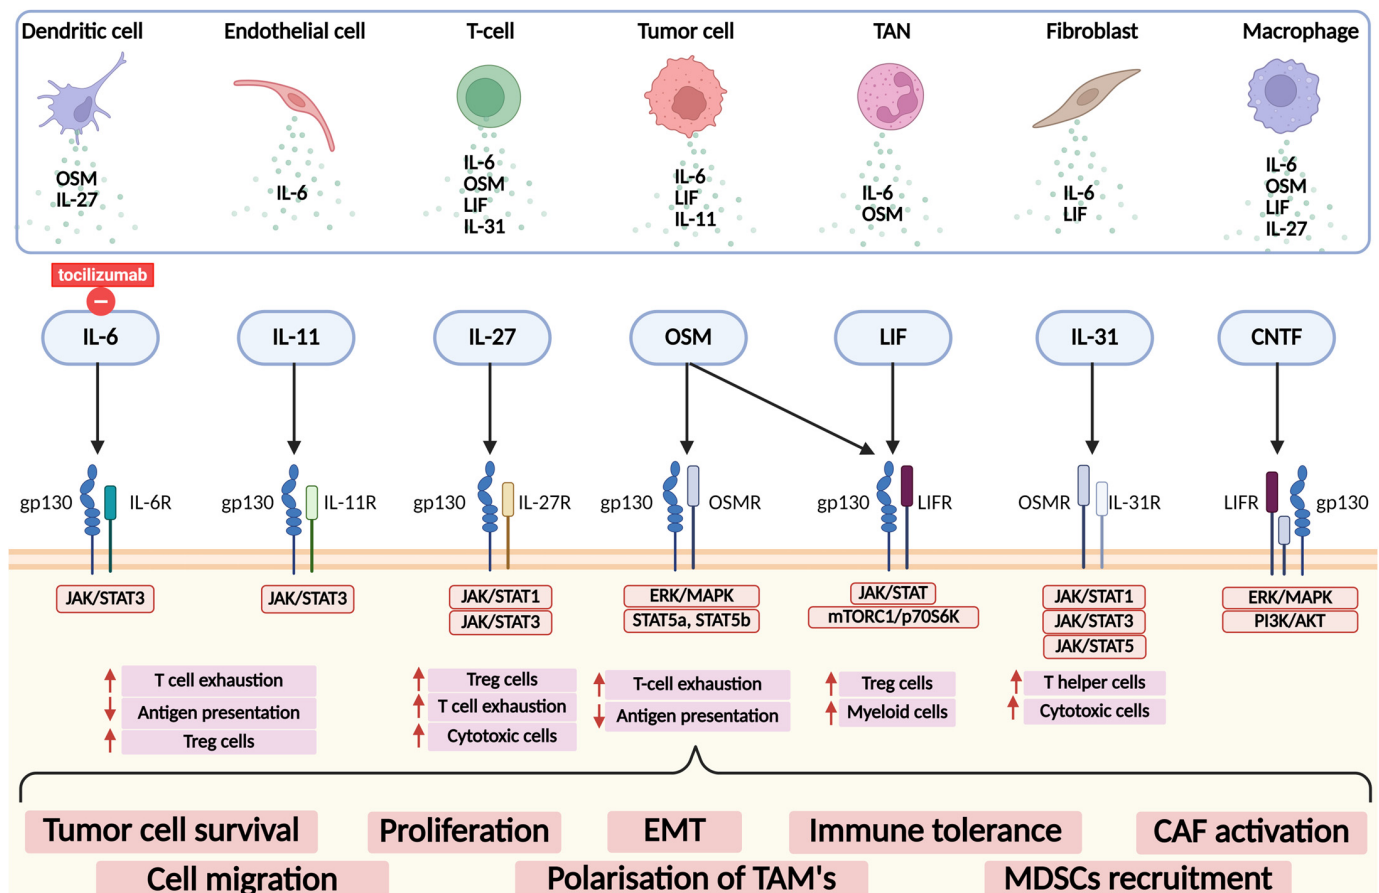 Dendritic cell
Endothelial cell
T-cell
Tumor cell
TAN
Fibroblast
Macrophage
OSM
IL-27
IL-6
IL-6
OSM
LIF
IL-31
IL-6
LIF
IL-11
IL-6
OSM
IL-6
LIF
IL-6
OSM
LIF
IL-27
tocilizumab
IL-6
IL-11
IL-27
OSM
LIF
IL-31
CNTF
gp130
IL-6R
gp130
IL-11R
gp130
IL-27R
gp130
OSMR
gp130
LIFR
OSMR
IL-31R
LIFR
gp130
JAK/STAT3
JAK/STAT3
JAK/STAT1
JAK/STAT3
ERK/MAPK
STAT5a, STAT5b
JAK/STAT
mTORC1/p70S6K
JAK/STAT1
JAK/STAT3
JAK/STAT5
ERK/MAPK
PI3K/AKT
T cell exhaustion
Antigen presentation
Treg cells
Treg cells
T cell exhaustion
Cytotoxic cells
T-cell exhaustion
Antigen presentation
Treg cells
Myeloid cells
T helper cells
Cytotoxic cells
Tumor cell survival
Proliferation
EMT
Immune tolerance
CAF activation
Cell migration
Polarisation of TAM's
MDSCs recruitment